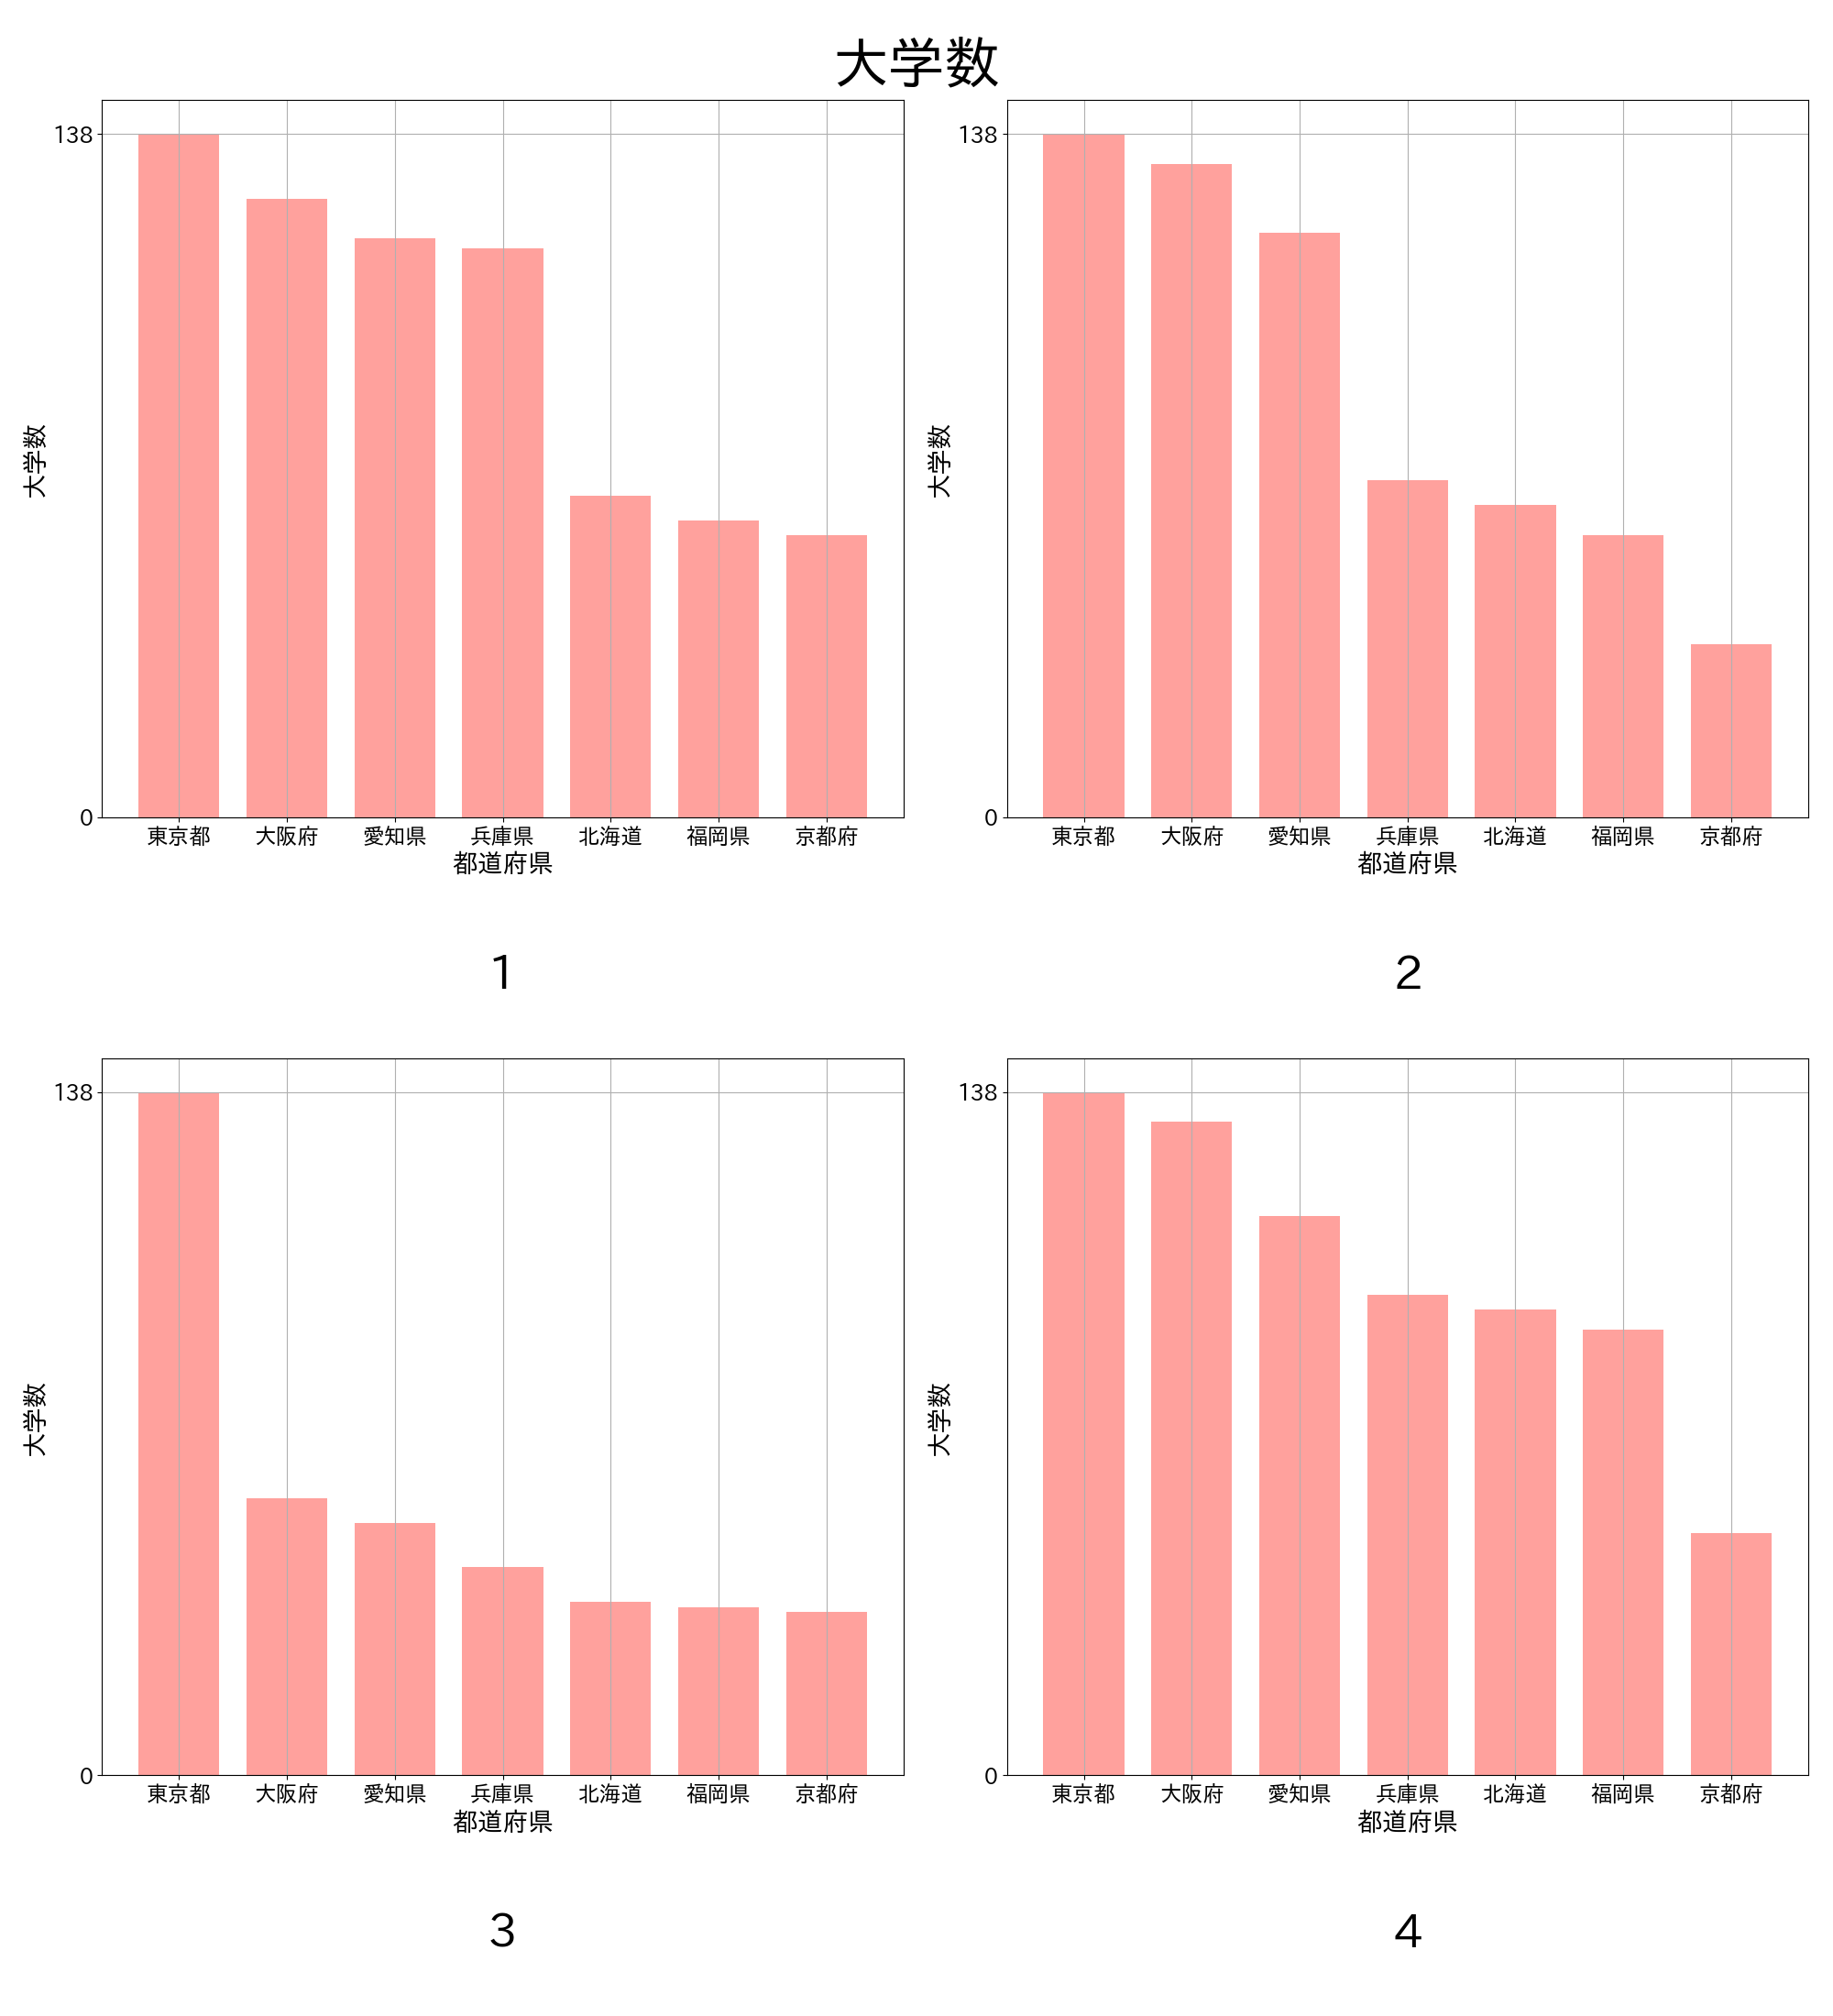 大学数
138
0
大学数
東京都 大阪府 愛知県 兵庫県 北海道 福岡県 京都府
都道府県
1
138
0
大学数
東京都 大阪府 愛知県 兵庫県 北海道 福岡県 京都府
都道府県
2
138
0
大学数
東京都 大阪府 愛知県 兵庫県 北海道 福岡県 京都府
都道府県
3
138
0
大学数
東京都 大阪府 愛知県 兵庫県 北海道 福岡県 京都府
都道府県
4